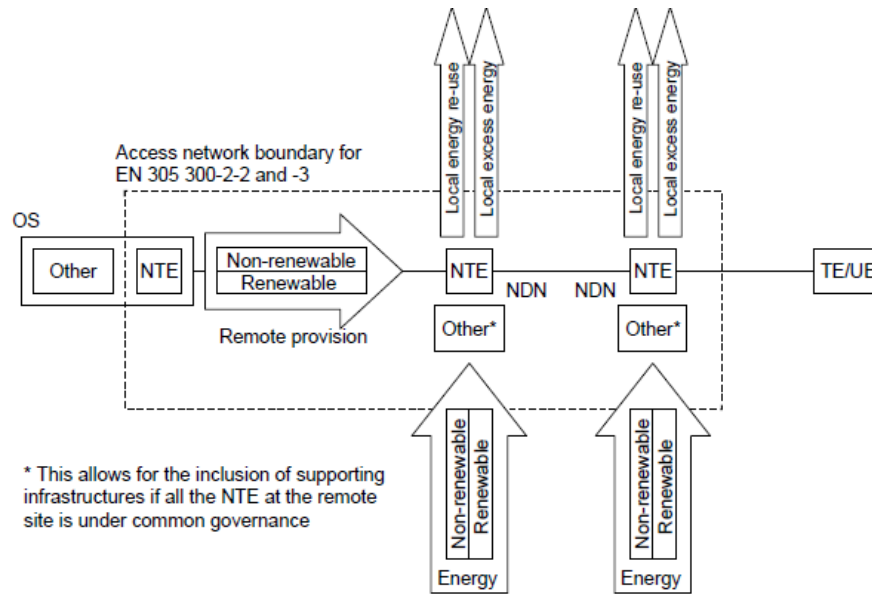 Local energy re-use
Local excess energy
Local energy re-use
Local excess energy
Access network boundary for
EN 305 300-2-2 and -3
OS
Other
NTE
Non-renewable
Renewable
Remote provision
NTE
NDN
NDN
NTE
TE/UE
Other*
Other*
* This allows for the inclusion of supporting
infrastructures if all the NTE at the remote
site is under common governance
Non-renewable
Renewable
Energy
Non-renewable
Renewable
Energy